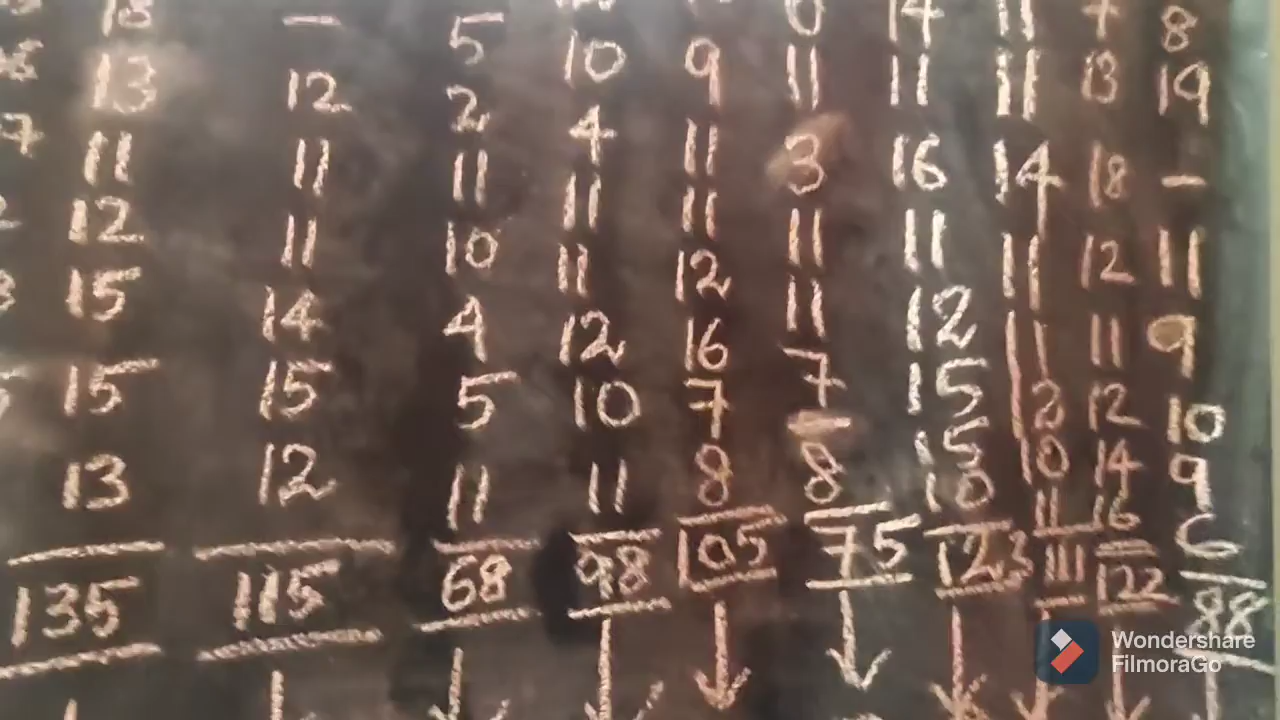 18 — 5 0 14 11 7 8
13 12 2 10 9 11 11 11 13 19
7 11 11 11 4 11 3 16 14 18 —
12 11 10 11 11 11 11 11 12 11
15 14 4 11 12 11 12 11 11 9
15 15 5 12 16 7 15 12 10
13 12 11 10 7 8 15 10 14 9
11 8 10 11 16 6
135 115 68 98 105 75 123 111 122 88
Wondershare
FilmoraGo